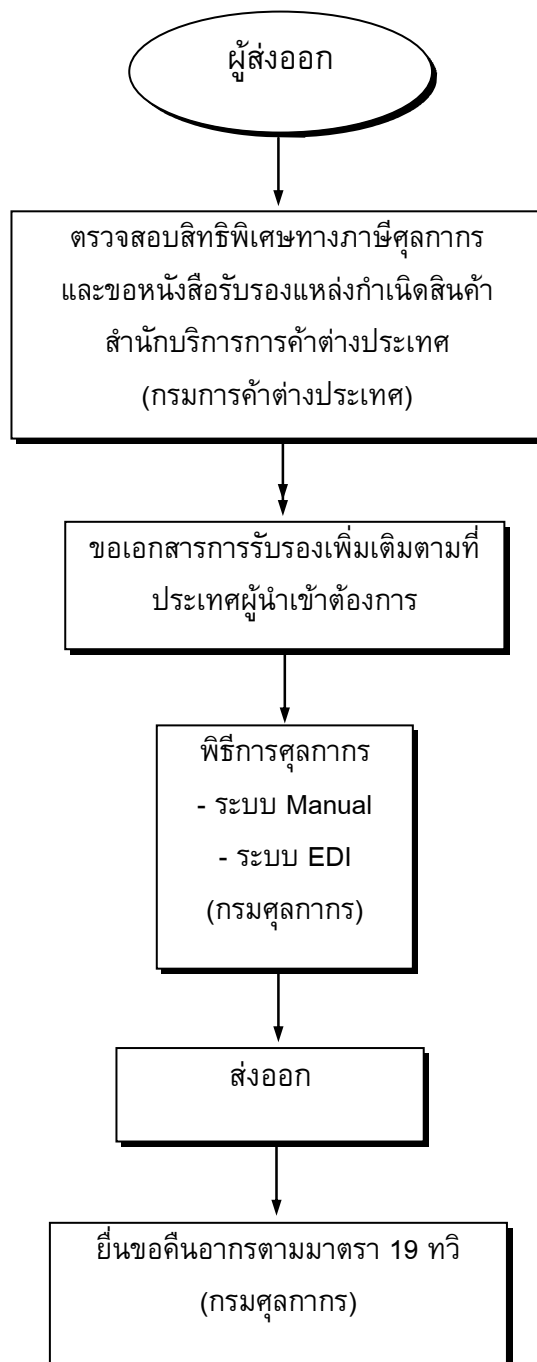 ผู้ส่งออก
ตรวจสอบสิทธิพิเศษทางภาษีศุลกากร
และขอหนังสือรับรองแหล่งกำเนิดสินค้า
สำนักบริการการค้าต่างประเทศ
(กรมการค้าต่างประเทศ)
ขอเอกสารการรับรองเพิ่มเติมตามที่
ประเทศผู้นำเข้าต้องการ
พิธีการศุลกากร
- ระบบ Manual
- ระบบ EDI
(กรมศุลกากร)
ส่งออก
ยื่นขอคืนอากรตามมาตรา 19 ทวิ
(กรมศุลกากร)